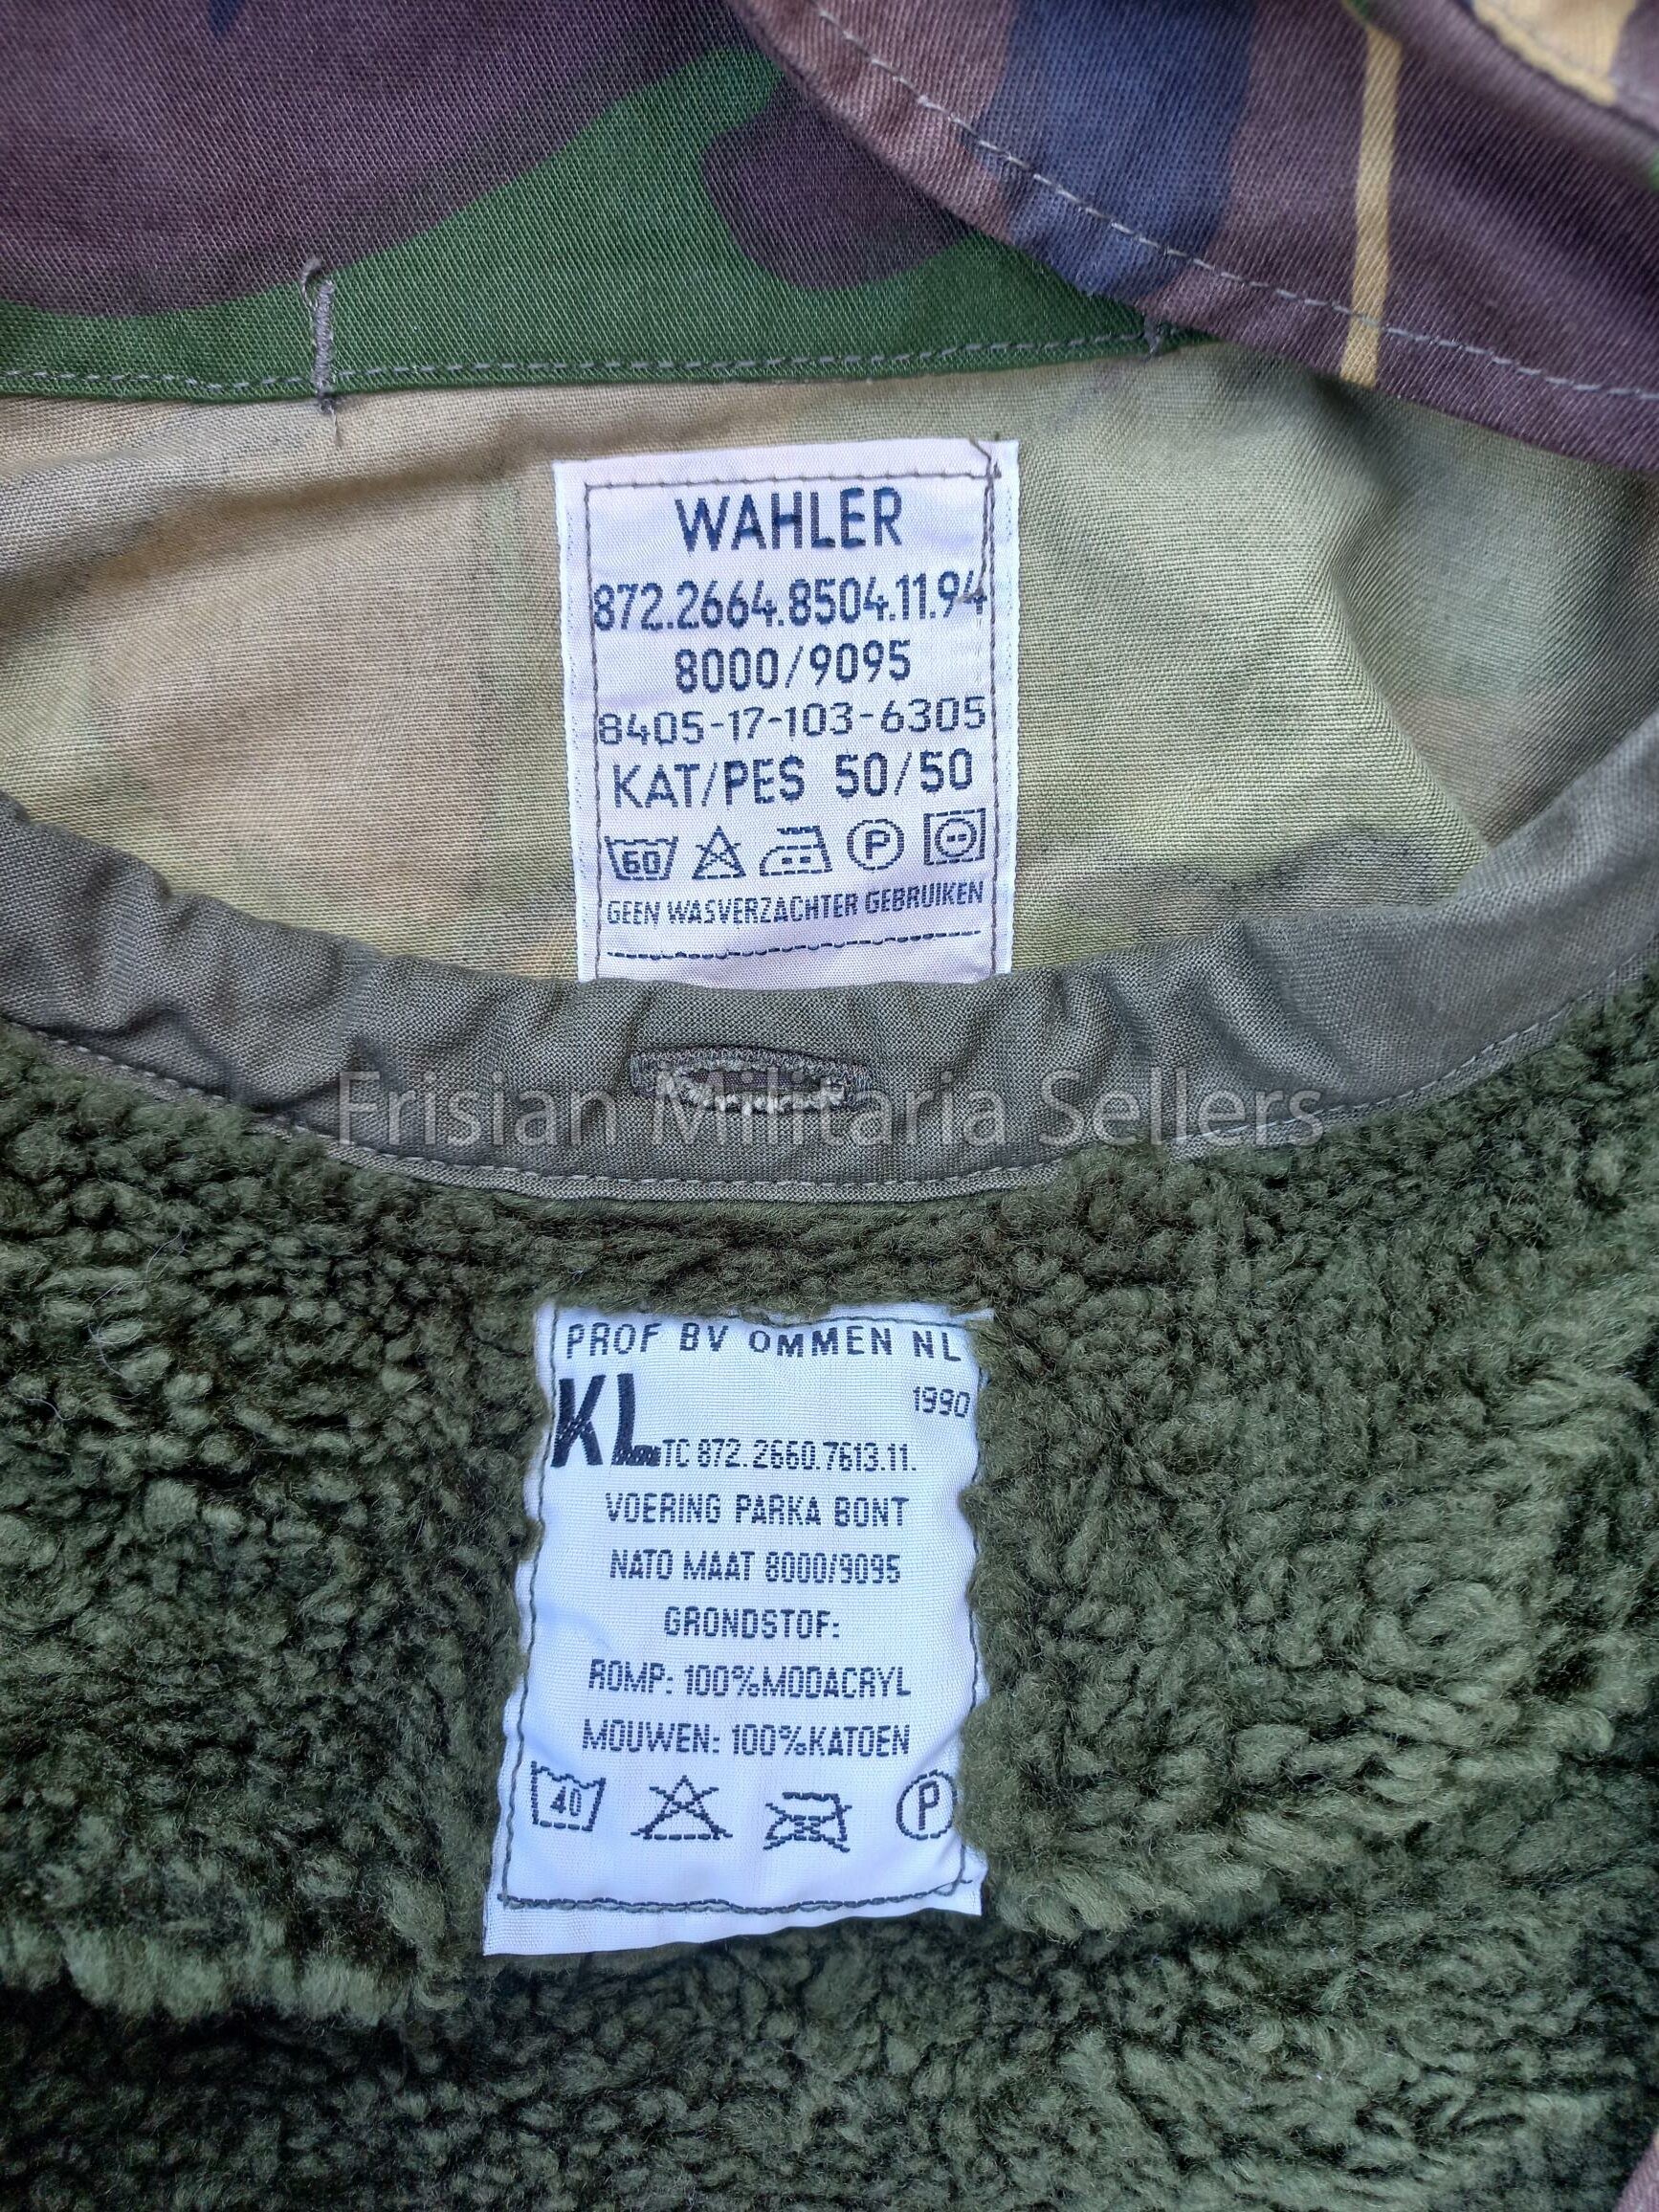 WAHLER
872.2664.8504.11.94
8000/9095
8405-17-103-6305
KAT/PES 50/50
60 P
GEEN WASVERZACHTER GEBRUIKEN
Frisian Militaria Sellers
PROF BV OMMEN NL
KL 1990
TC 872.2660.7613.11.
VOERING PARKA BONT
NATO MAAT 8000/9095
GRONDSTOF:
ROMP: 100%MODACRYL
MOUWEN: 100%KATOEN
40 P